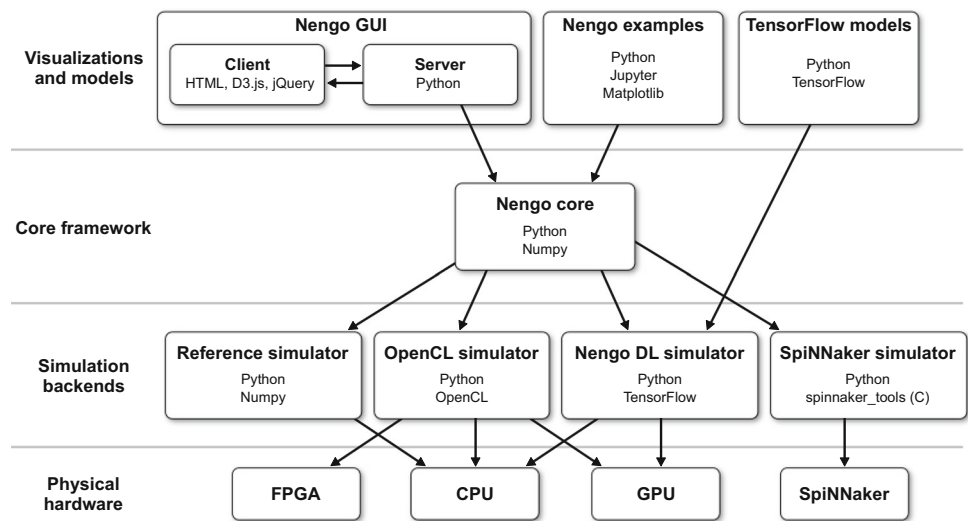 Nengo GUI
Nengo examples
TensorFlow models
Visualizations
and models
Client
HTML, D3.js, jQuery
Server
Python
Python
Jupyter
Matplotlib
Python
TensorFlow
Core framework
Nengo core
Python
Numpy
Simulation
backends
Reference simulator
Python
Numpy
OpenCL simulator
Python
OpenCL
Nengo DL simulator
Python
TensorFlow
SpiNNaker simulator
Python
spinnaker_tools (C)
Physical
hardware
FPGA
CPU
GPU
SpiNNaker